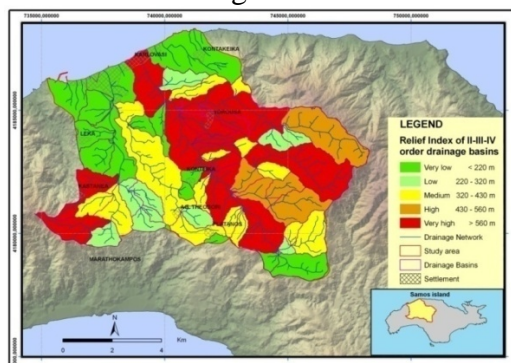 735000,000000
740000,000000
745000,000000
750000,000000
KONTAKEIKA
KARLOVASI
LEKA
PLATANOS
MARATHOKAMPOS
LEGEND
Relief Index of II-III-IV
order drainage basins
Very low < 220 m
Low 220 - 320 m
Medium 320 - 430 m
High 430 - 560 m
Very high > 560 m
Drainage Network
Study area
Drainage Basins
Settlement
Samos island
N
0 2 4
Km